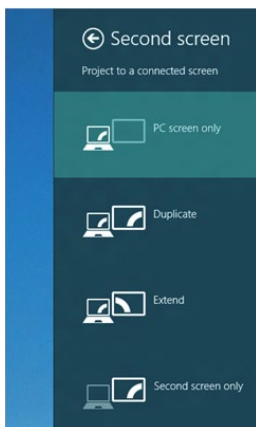 Second screen
Project to a connected screen
PC screen only
Duplicate
Extend
Second screen only